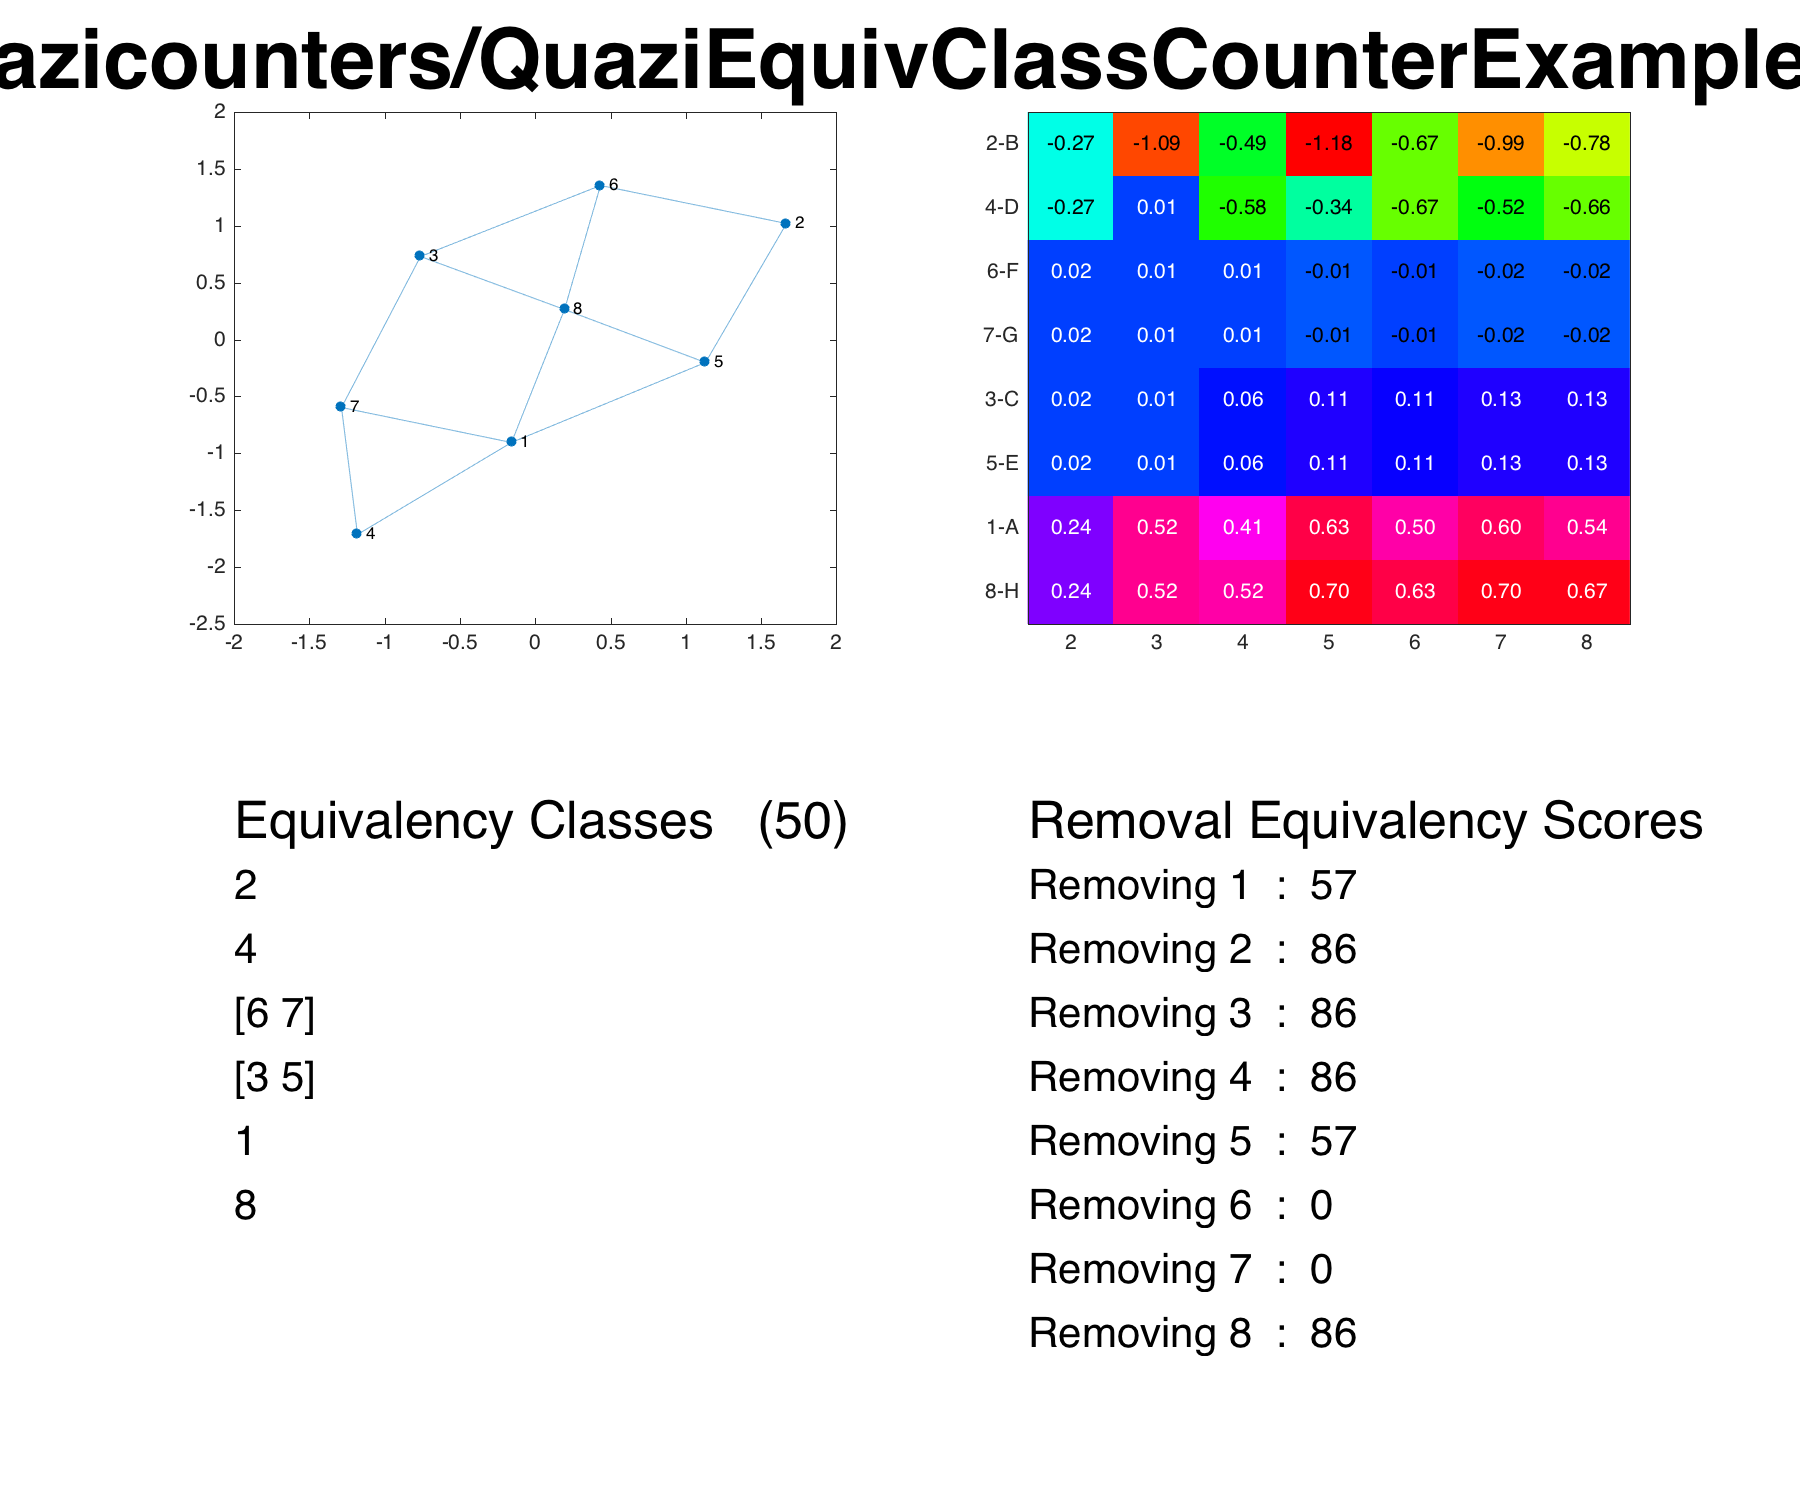 azicounters/QuaziEquivClassCounterExample
2
1.5
1
0.5
0
-0.5
-1
-1.5
-2
-2.5
-2 -1.5 -1 -0.5 0 0.5 1 1.5 2
6
2
3
8
5
7
1
4
2-B -0.27 -1.09 -0.49 -1.18 -0.67 -0.99 -0.78
4-D -0.27 0.01 -0.58 -0.34 -0.67 -0.52 -0.66
6-F 0.02 0.01 0.01 -0.01 -0.01 -0.02 -0.02
7-G 0.02 0.01 0.01 -0.01 -0.01 -0.02 -0.02
3-C 0.02 0.01 0.06 0.11 0.11 0.13 0.13
5-E 0.02 0.01 0.06 0.11 0.11 0.13 0.13
1-A 0.24 0.52 0.41 0.63 0.50 0.60 0.54
8-H 0.24 0.52 0.52 0.70 0.63 0.70 0.67
2 3 4 5 6 7 8
Equivalency Classes (50)
2
4
[6 7]
[3 5]
1
8
Removal Equivalency Scores
Removing 1 : 57
Removing 2 : 86
Removing 3 : 86
Removing 4 : 86
Removing 5 : 57
Removing 6 : 0
Removing 7 : 0
Removing 8 : 86